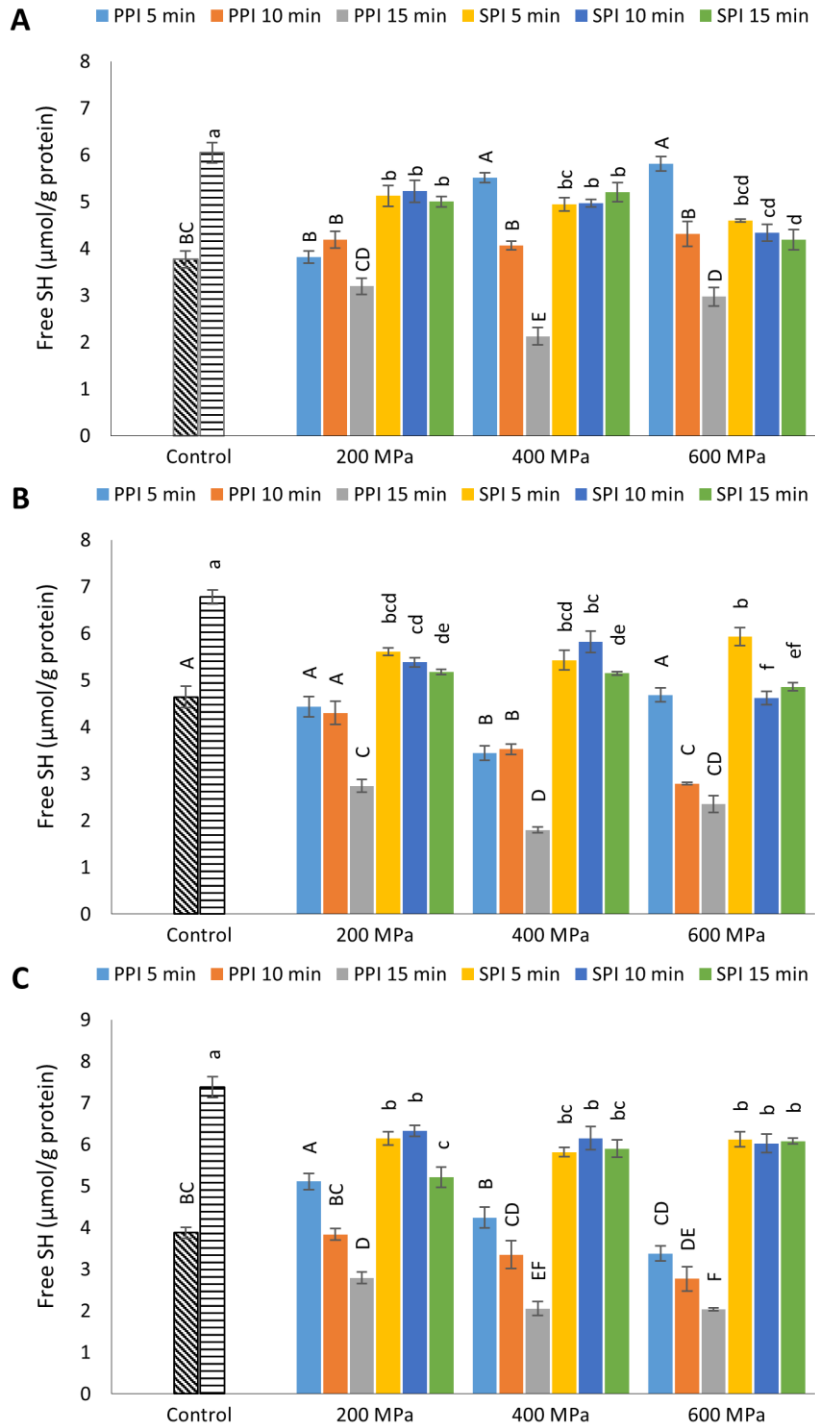 A
PPI 5 min PPI 10 min PPI 15 min SPI 5 min SPI 10 min SPI 15 min
Free SH (µmol/g protein)
8
7
6
5
4
3
2
1
0
BC a B B CD b b b A B E bc b b A B D bcd cd d
Control 200 MPa 400 MPa 600 MPa
B
PPI 5 min PPI 10 min PPI 15 min SPI 5 min SPI 10 min SPI 15 min
Free SH (µmol/g protein)
8
7
6
5
4
3
2
1
0
A a A A C bcd cd de B B D bcd bc de A C CD b f ef
Control 200 MPa 400 MPa 600 MPa
C
PPI 5 min PPI 10 min PPI 15 min SPI 5 min SPI 10 min SPI 15 min
Free SH (µmol/g protein)
9
8
7
6
5
4
3
2
1
0
BC a A BC D b b c B CD EF bc b bc CD DE F b b b
Control 200 MPa 400 MPa 600 MPa